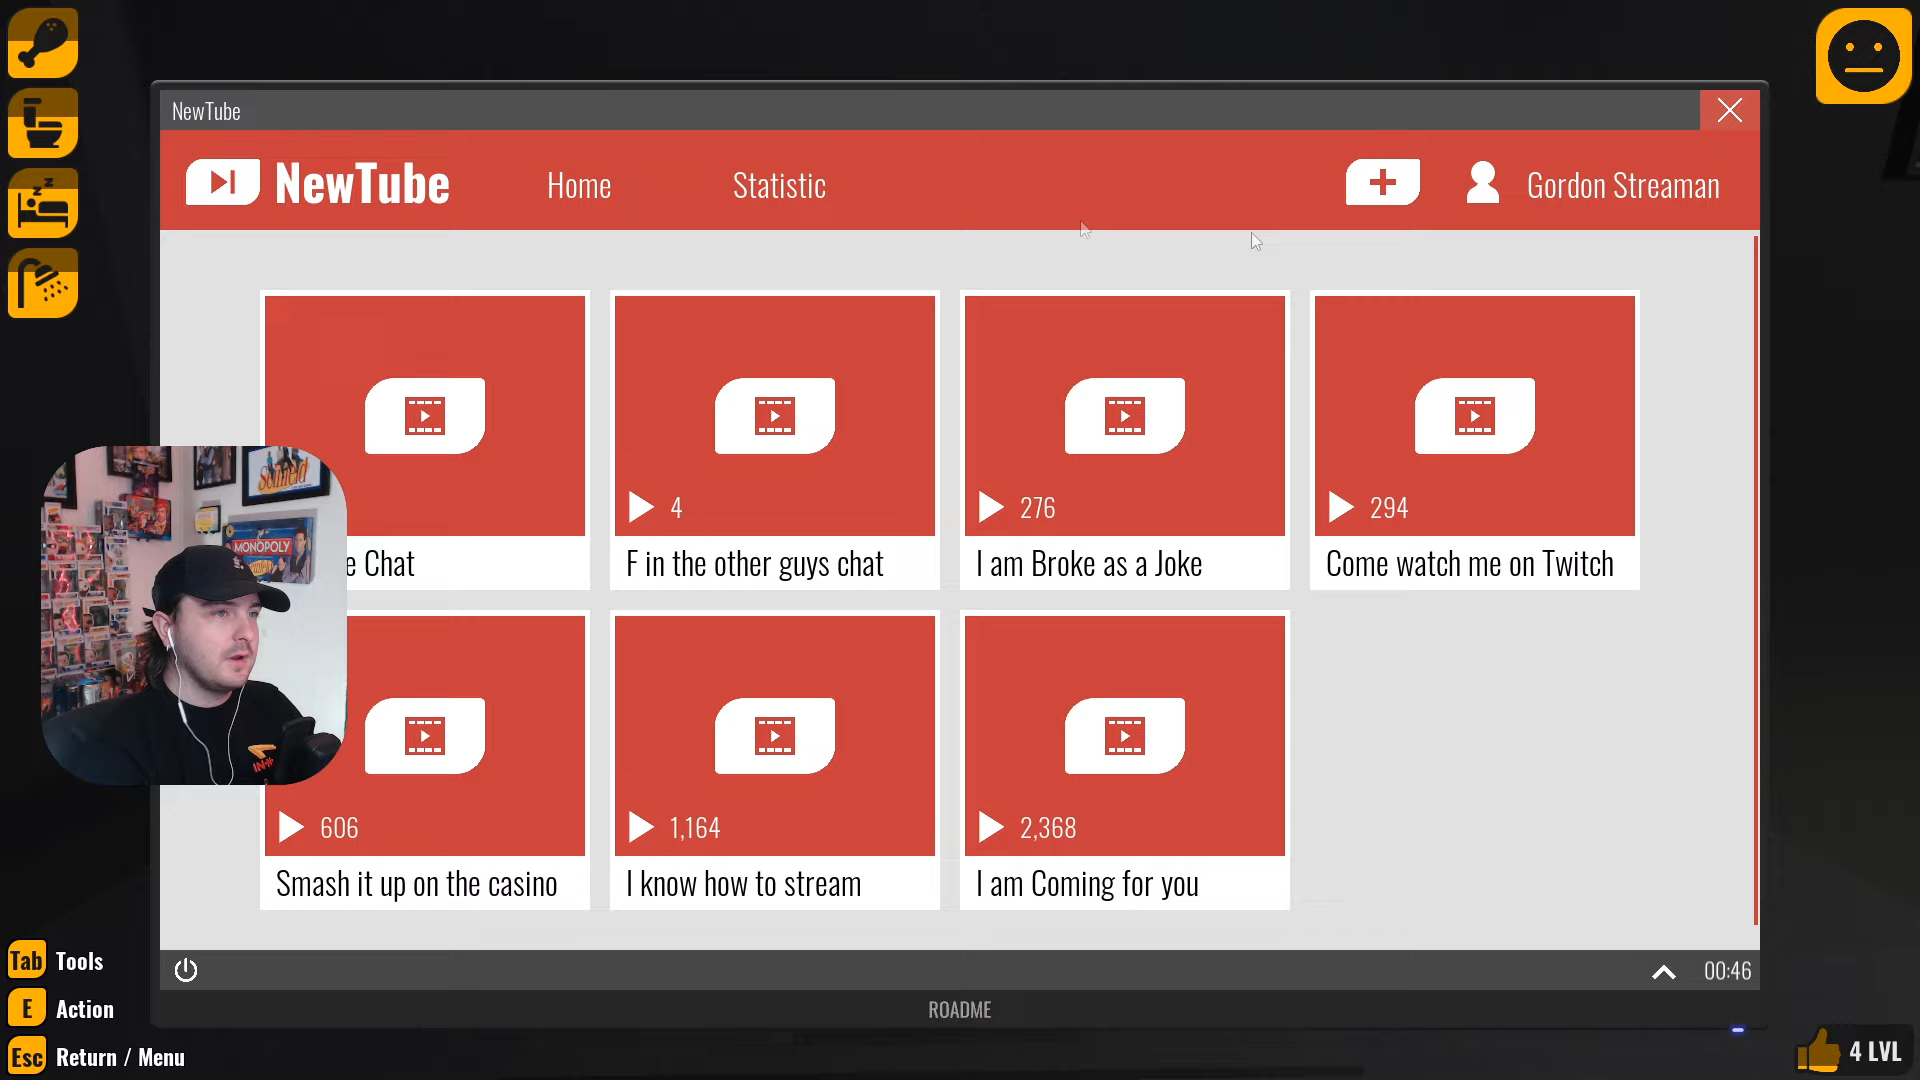 NewTube
NewTube
Home
Statistic
Gordon Streaman
4
276
294
e Chat
F in the other guys chat
I am Broke as a Joke
Come watch me on Twitch
Seinfeld
MONOPOLY
IN-N
606
1,164
2,368
Smash it up on the casino
I know how to stream
I am Coming for you
Tab Tools
00:46
E Action
ROADME
Esc Return / Menu
4 LVL